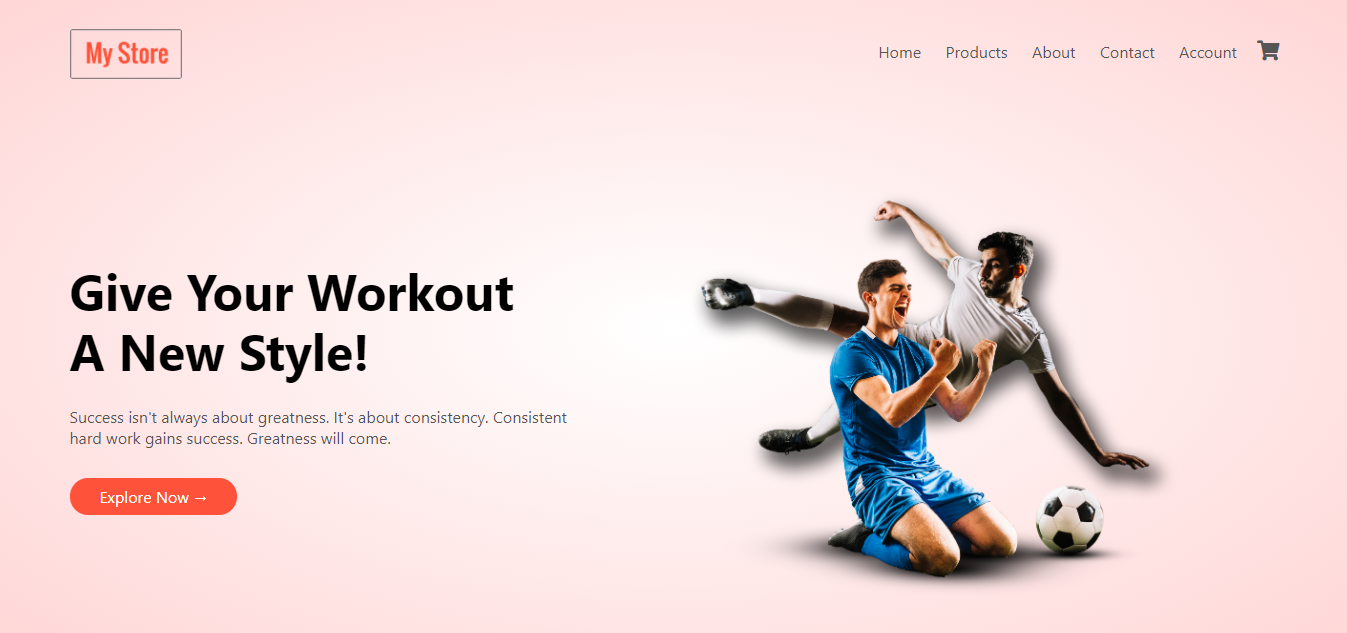 My Store
Home Products About Contact Account
Give Your Workout
A New Style!
Success isn't always about greatness. It's about consistency. Consistent
hard work gains success. Greatness will come.
Explore Now →